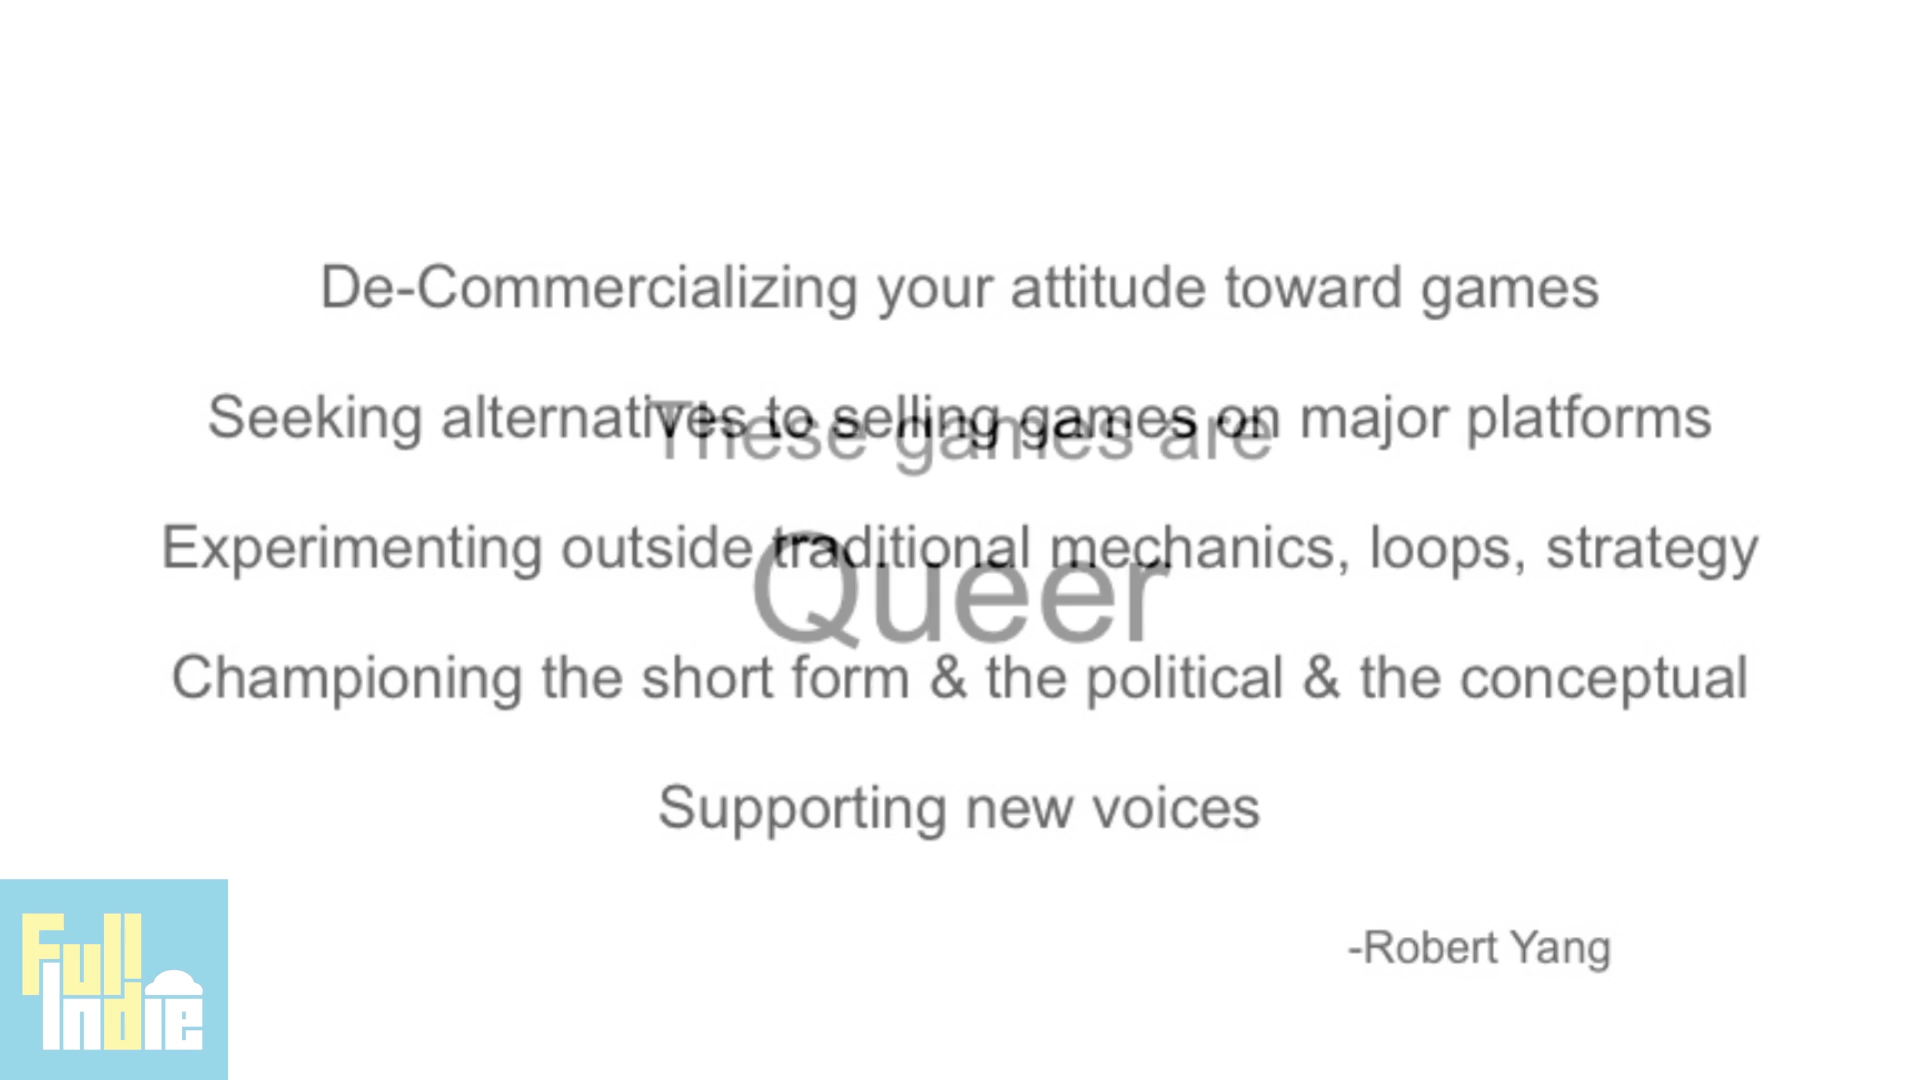 De-Commercializing your attitude toward games
Seeking alternatives to selling games on major platforms
These games are
Experimenting outside traditional mechanics, loops, strategy
Queer
Championing the short form & the political & the conceptual
Supporting new voices
-Robert Yang
Full
Indie